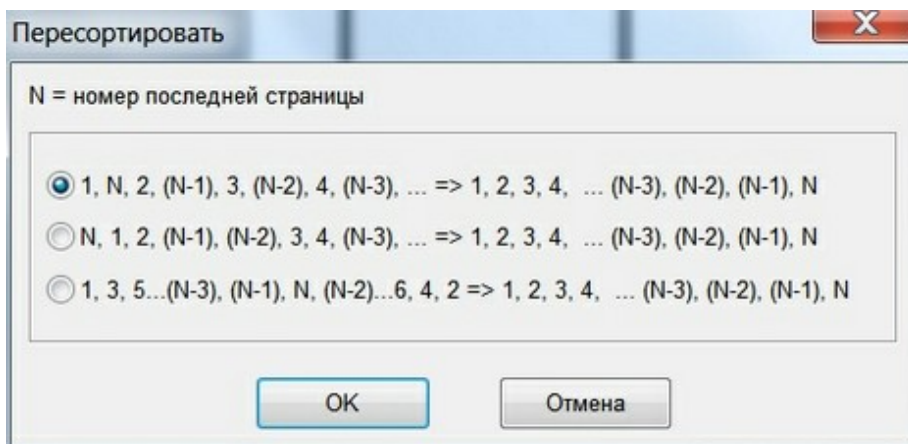 Пересортировать
N = номер последней страницы
1, N, 2, (N-1), 3, (N-2), 4, (N-3), ... => 1, 2, 3, 4, ... (N-3), (N-2), (N-1), N
N, 1, 2, (N-1), (N-2), 3, 4, (N-3), ... => 1, 2, 3, 4, ... (N-3), (N-2), (N-1), N
1, 3, 5...(N-3), (N-1), N, (N-2)...6, 4, 2 => 1, 2, 3, 4, ... (N-3), (N-2), (N-1), N
OK Отмена